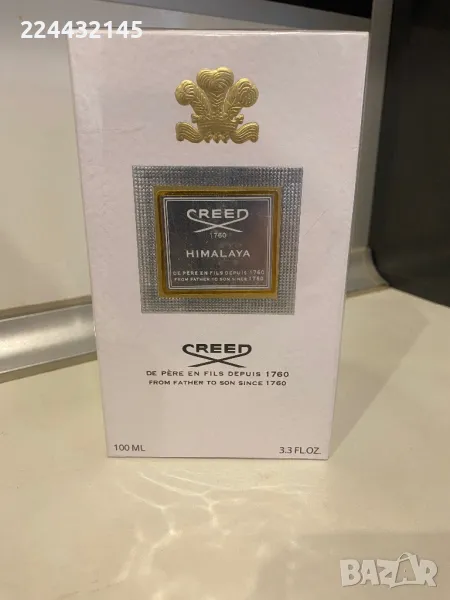 224432145
CREED
1760
HIMALAYA
DE PÈRE EN FILS DEPUIS 1760
FROM FATHER TO SON SINCE 1760
CREED
DE PÈRE EN FILS DEPUIS 1760
FROM FATHER TO SON SINCE 1760
100 ML 3.3 FL OZ.
BAZAR